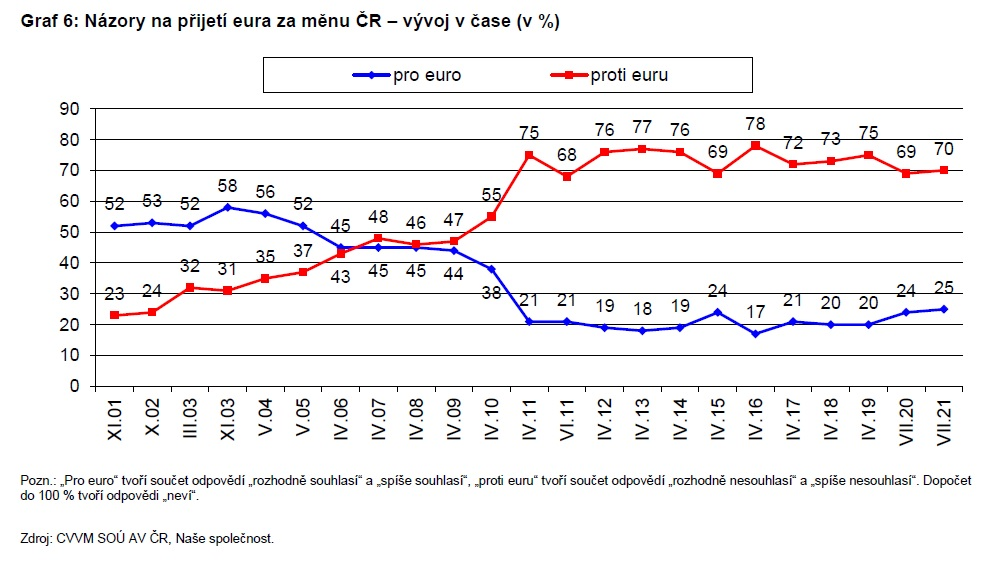 Graf 6: Názory na přijetí eura za měnu ČR – vývoj v čase (v %)
pro euro proti euru
90
80
70
60
50
40
30
20
10
0
52 53 52 58 56 52 45 45 45 44 38 21 21 19 18 19 24 17 21 20 20 24 25
23 24 32 31 35 37 43 48 46 47 55 75 68 76 77 76 69 78 72 73 75 69 70
XI.01 X.02 III.03 XI.03 V.04 V.05 IV.06 IV.07 IV.08 IV.09 IV.10 IV.11 VI.11 IV.12 IV.13 IV.14 IV.15 IV.16 IV.17 IV.18 IV.19 VII.20 VII.21
Pozn.: „Pro euro“ tvoří součet odpovědí „rozhodně souhlasí“ a „spíše souhlasí“, „proti euru“ tvoří součet odpovědí „rozhodně nesouhlasí“ a „spíše nesouhlasí“. Dopočet
do 100 % tvoří odpovědi „neví“.
Zdroj: CVVM SOÚ AV ČR, Naše společnost.